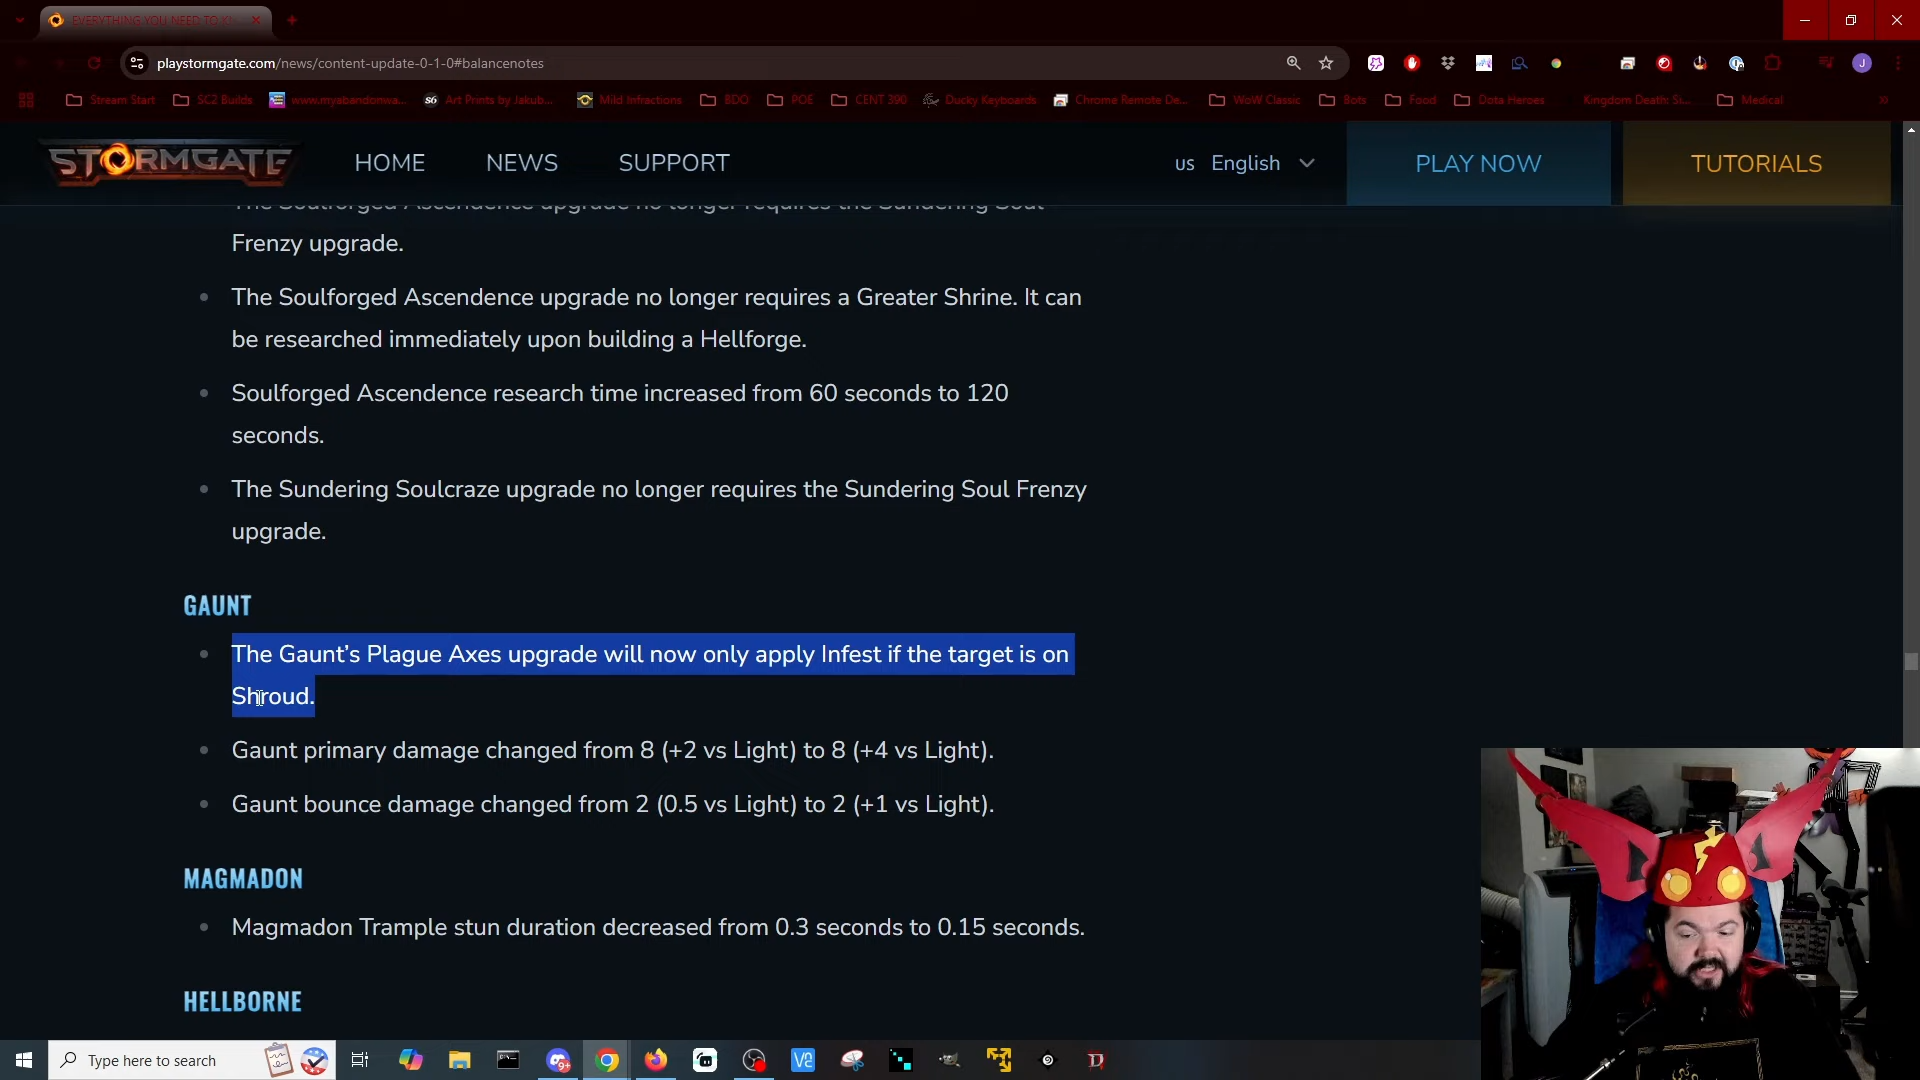 EVERYTHING YOU NEED TO KN
playstormgate.com/news/content-update-0-1-0#balancenotes
Stream Start
SC2 Builds
www.myabandonwa...
Art Prints by Jakub...
Mild Infractions
BDO
POE
CENT 390
Ducky Keyboards
Chrome Remote De...
WoW Classic
Bots
Food
Dota Heroes
Kingdom Death: Si...
Medical
STORMGATE
HOME
NEWS
SUPPORT
us English
PLAY NOW
TUTORIALS
The Soulforged Ascendence upgrade no longer requires the Sundering Soul
Frenzy upgrade.
The Soulforged Ascendence upgrade no longer requires a Greater Shrine. It can
be researched immediately upon building a Hellforge.
Soulforged Ascendence research time increased from 60 seconds to 120
seconds.
The Sundering Soulcraze upgrade no longer requires the Sundering Soul Frenzy
upgrade.
GAUNT
The Gaunt’s Plague Axes upgrade will now only apply Infest if the target is on
Shroud.
Gaunt primary damage changed from 8 (+2 vs Light) to 8 (+4 vs Light).
Gaunt bounce damage changed from 2 (0.5 vs Light) to 2 (+1 vs Light).
MAGMADON
Magmadon Trample stun duration decreased from 0.3 seconds to 0.15 seconds.
HELLBORNE
Type here to search